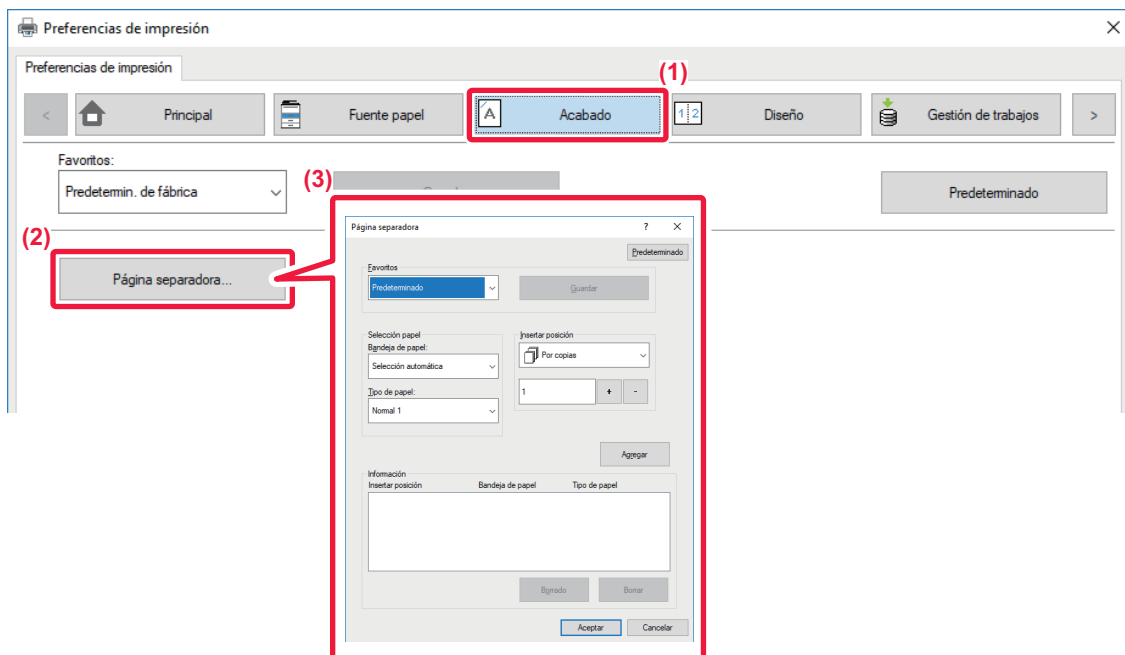 Preferencias de impresión
Preferencias de impresión
(1)
< Principal Fuente papel A Acabado 1 2 Diseño Gestión de trabajos >
Favoritos:
Predetermin. de fábrica
(3)
Predeterminado
(2)
Página separadora...
Página separadora ?
Predeterminado
Favoritos
Predeterminado
Guardar
Selección papel
Bandeja de papel:
Selección automática
Tipo de papel:
Normal 1
Insertar posición
Por copias
1 + -
Agregar
Información
Insertar posición Bandeja de papel Tipo de papel
Borrado Borrar
Aceptar Cancelar